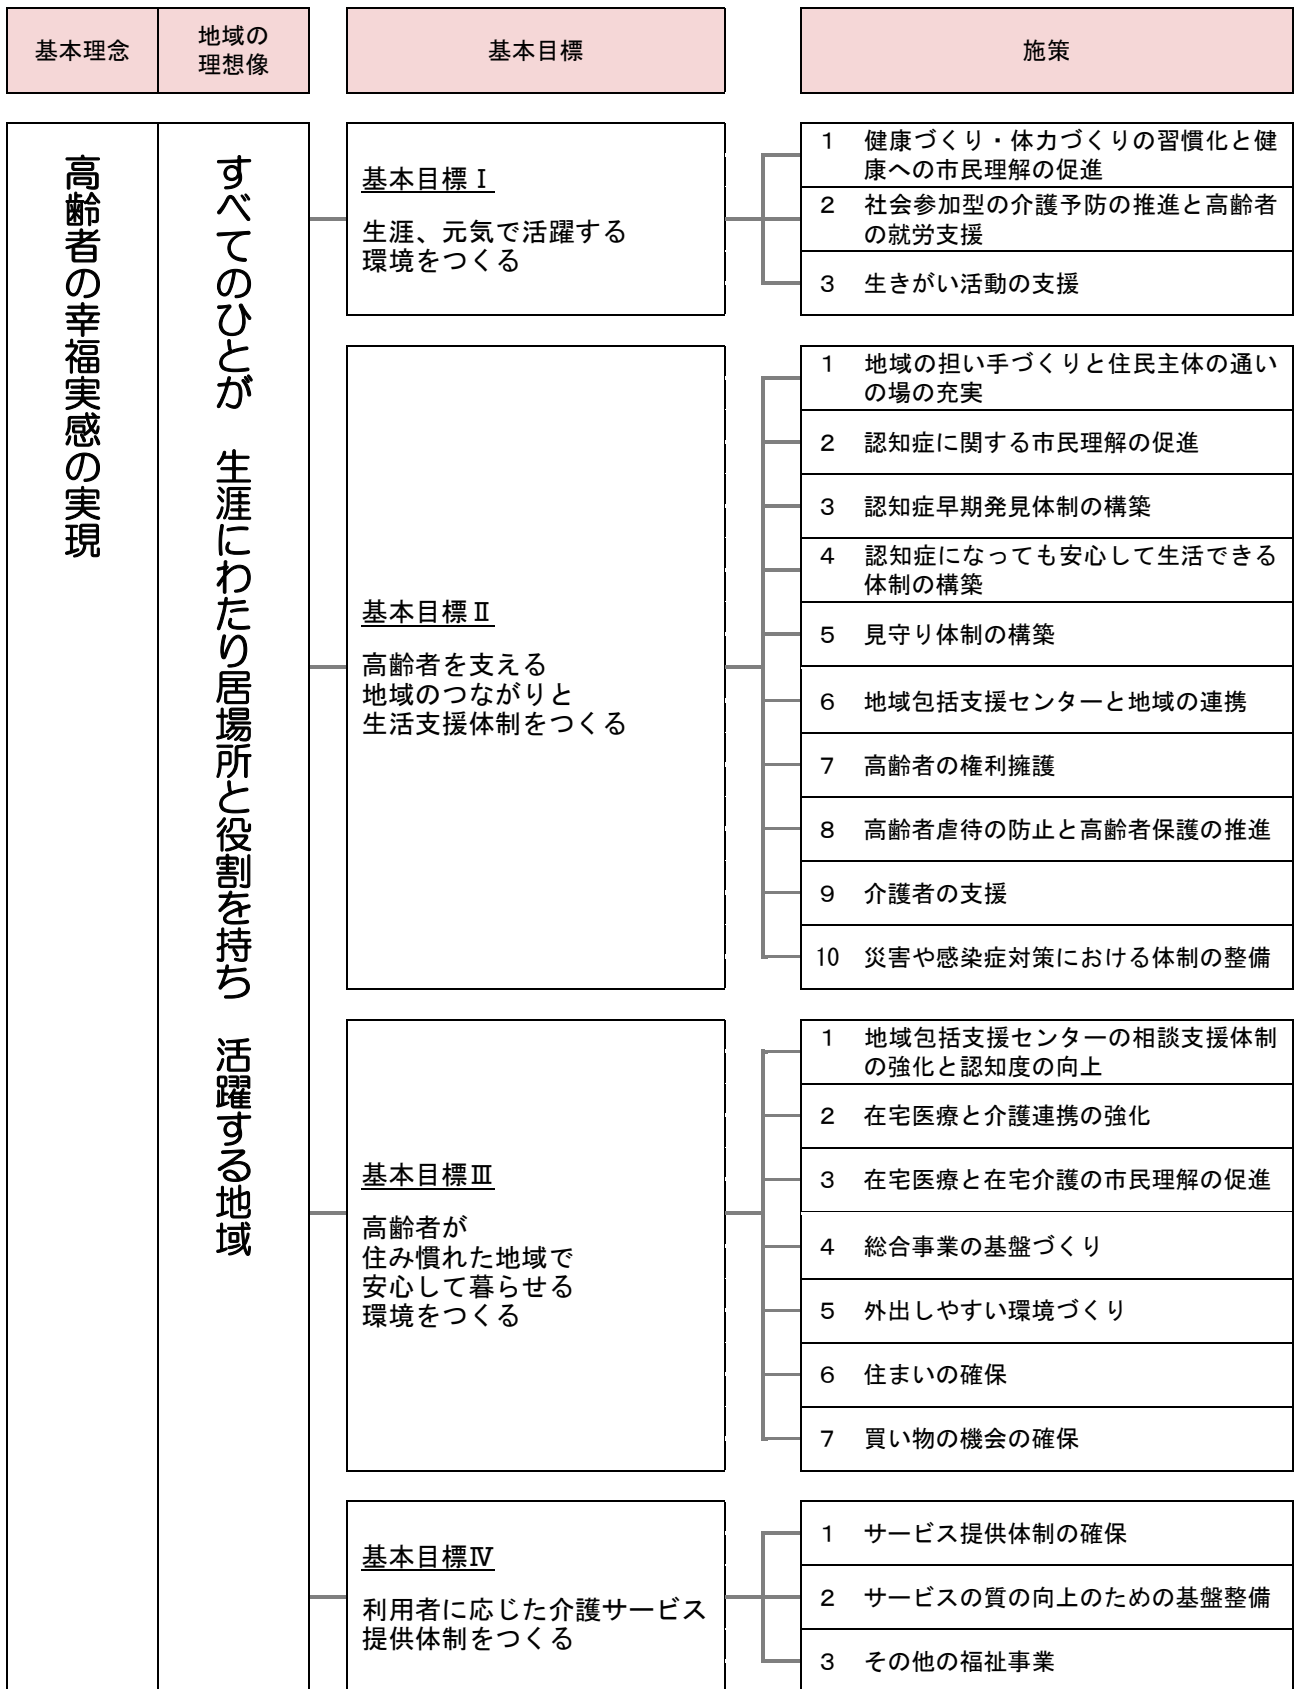 基本理念
地域の
理想像
基本目標
施策
高齢者の幸福実感の実現
すべてのひとが　生涯にわたり居場所と役割を持ち　活躍する地域
基本目標Ⅰ
生涯、元気で活躍する
環境をつくる
1　健康づくり・体力づくりの習慣化と健
康への市民理解の促進
2　社会参加型の介護予防の推進と高齢者
の就労支援
3　生きがい活動の支援
基本目標Ⅱ
高齢者を支える
地域のつながりと
生活支援体制をつくる
1　地域の担い手づくりと住民主体の通い
の場の充実
2　認知症に関する市民理解の促進
3　認知症早期発見体制の構築
4　認知症になっても安心して生活できる
体制の構築
5　見守り体制の構築
6　地域包括支援センターと地域の連携
7　高齢者の権利擁護
8　高齢者虐待の防止と高齢者保護の推進
9　介護者の支援
10　災害や感染症対策における体制の整備
基本目標Ⅲ
高齢者が
住み慣れた地域で
安心して暮らせる
環境をつくる
1　地域包括支援センターの相談支援体制
の強化と認知度の向上
2　在宅医療と介護連携の強化
3　在宅医療と在宅介護の市民理解の促進
4　総合事業の基盤づくり
5　外出しやすい環境づくり
6　住まいの確保
7　買い物の機会の確保
基本目標Ⅳ
利用者に応じた介護サービス
提供体制をつくる
1　サービス提供体制の確保
2　サービスの質の向上のための基盤整備
3　その他の福祉事業